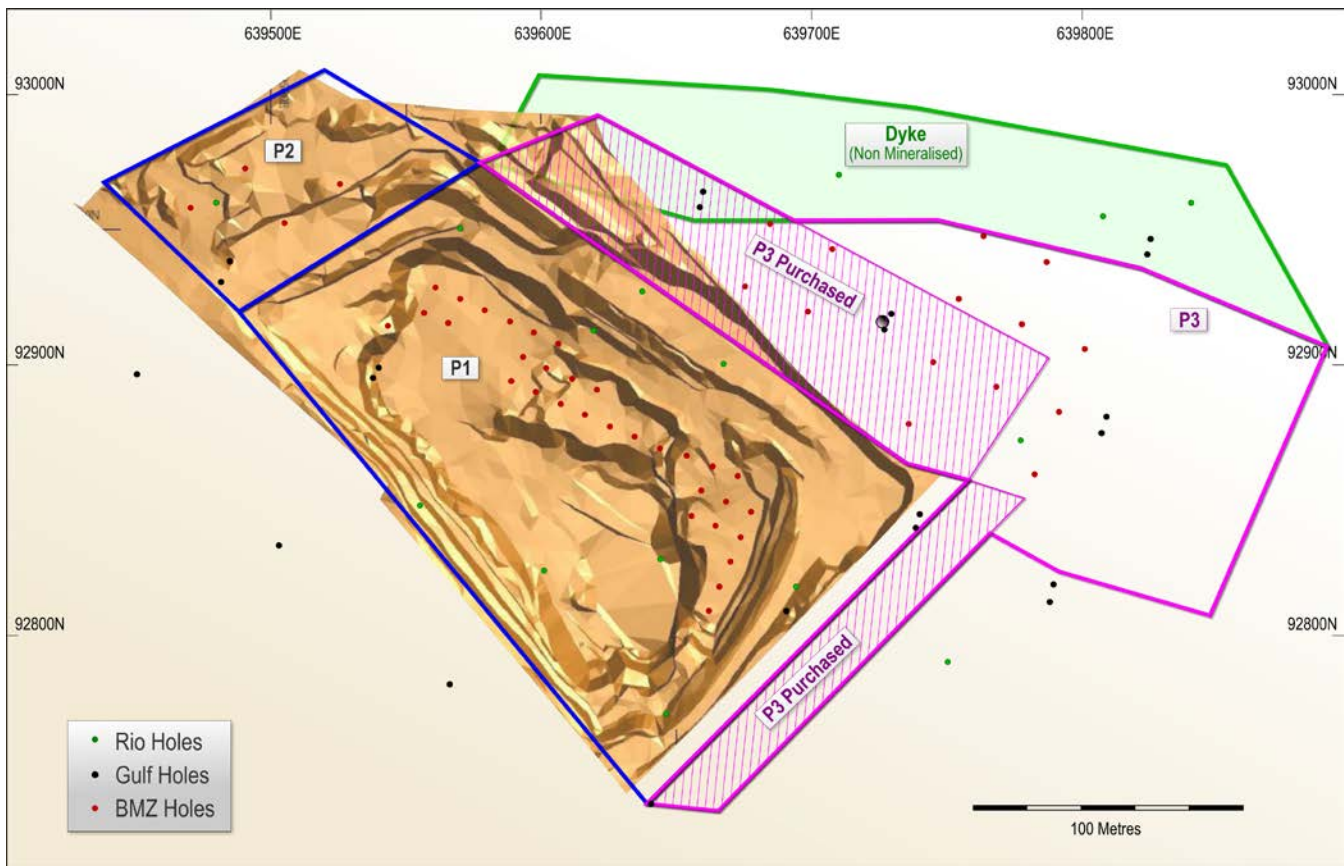 639500E
639600E
639700E
639800E
93000N
93000N
Dyke
(Non Mineralised)
P2
P3 Purchased
P3
92900N
92900N
P1
92800N
92800N
P3 Purchased
Rio Holes
Gulf Holes
BMZ Holes
100 Metres